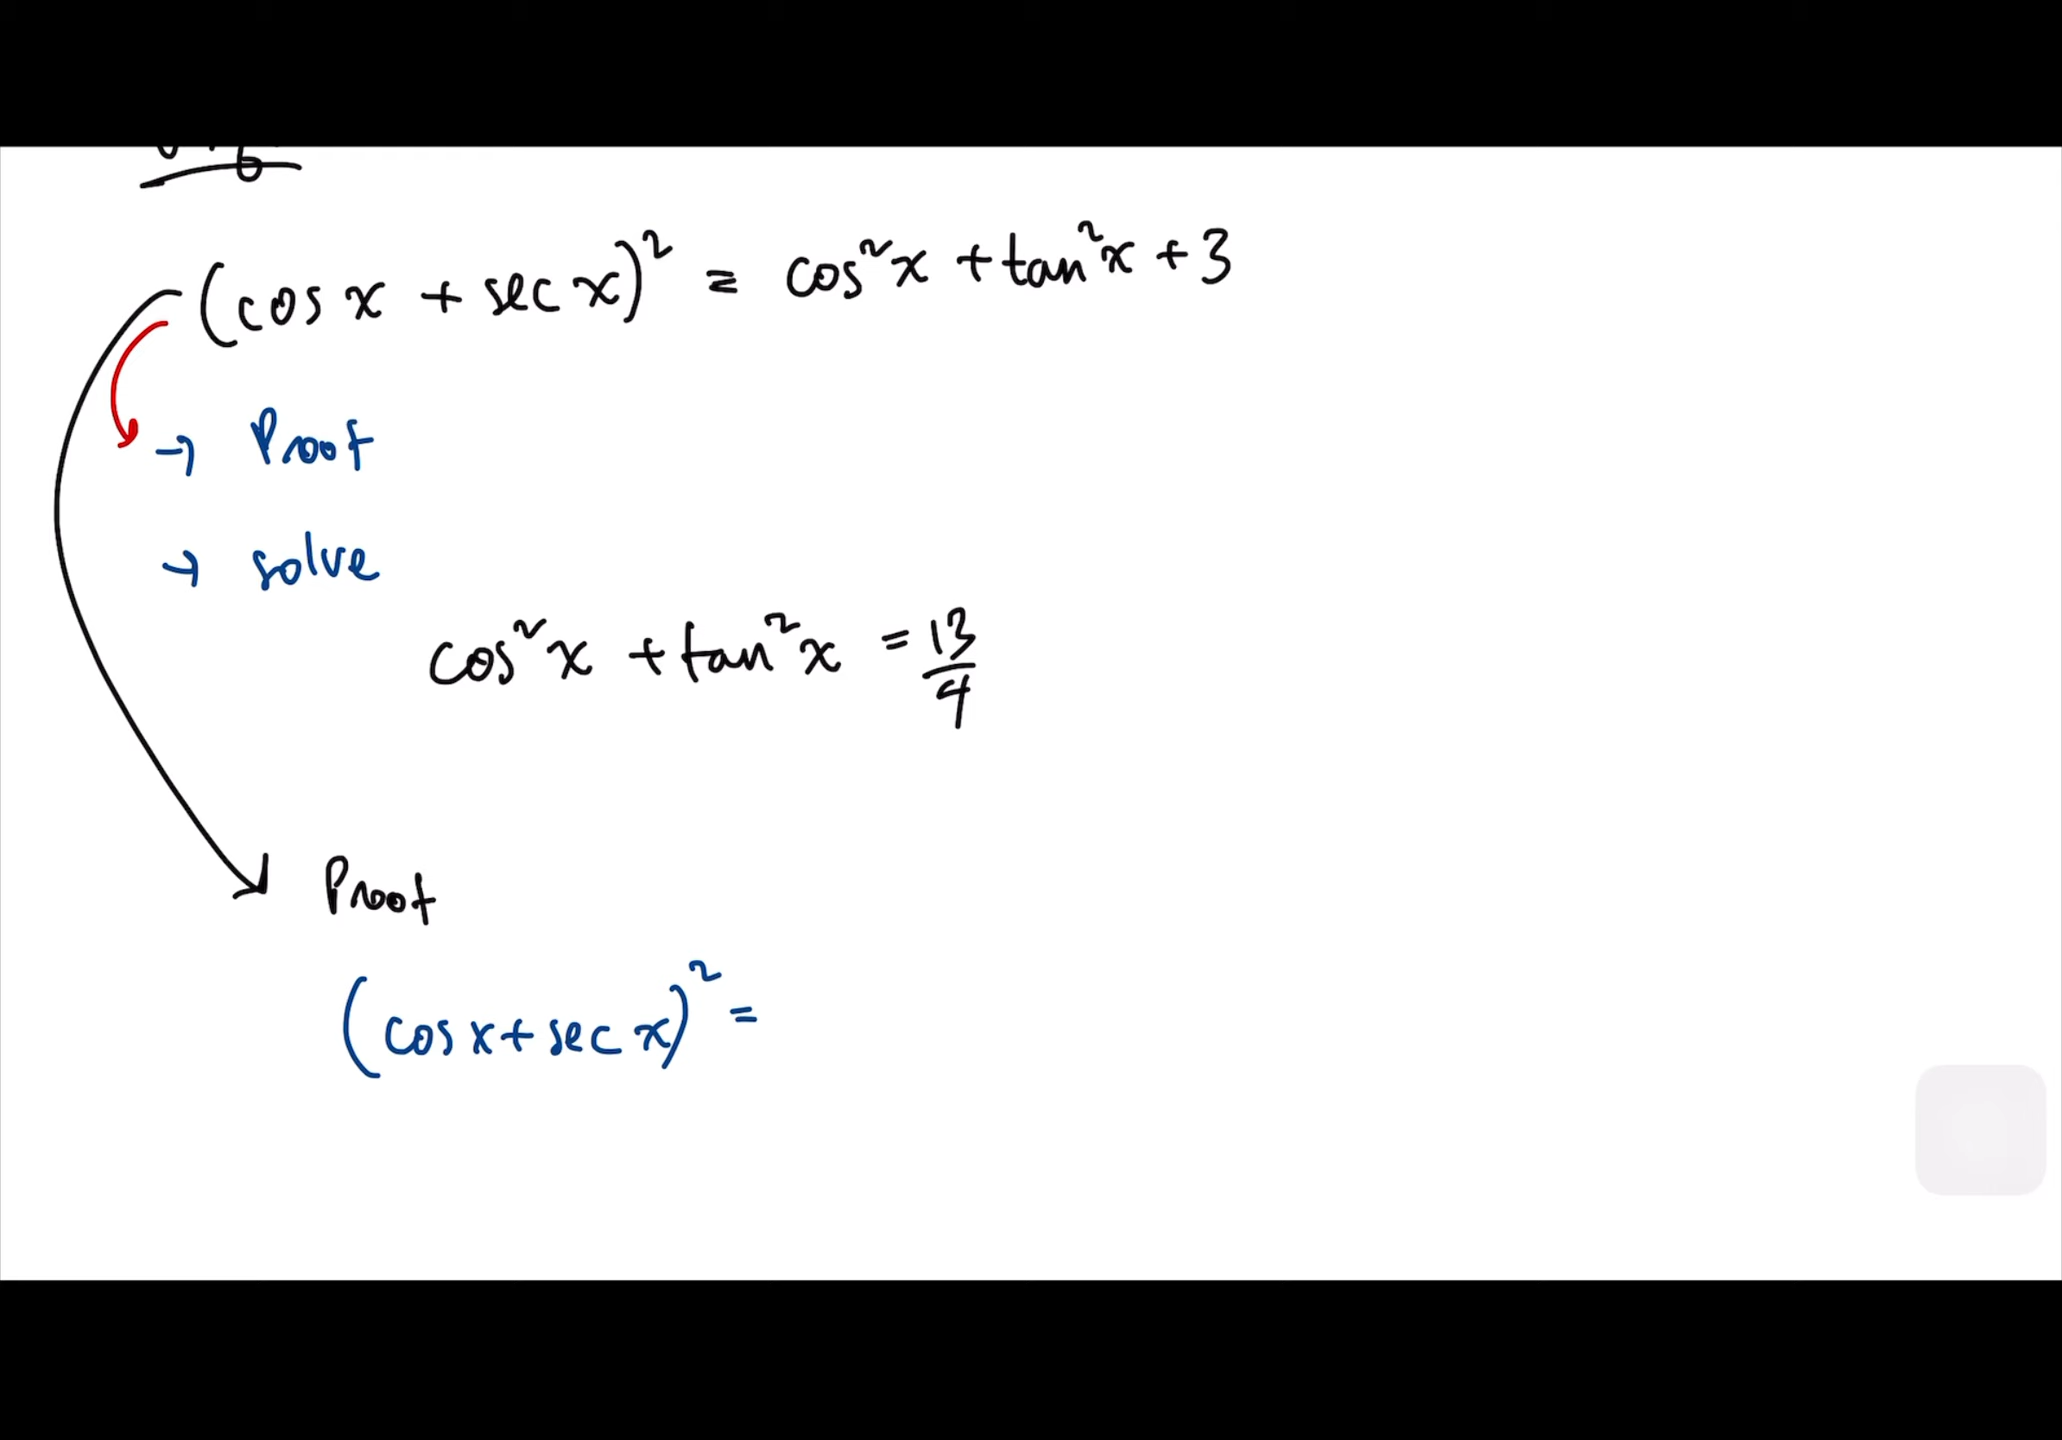 (cos x + sec x)² ≡ cos²x + tan²x + 3
→ Proof
→ solve
cos²x + tan²x = 13/4
Proof
(cos x + sec x)² =